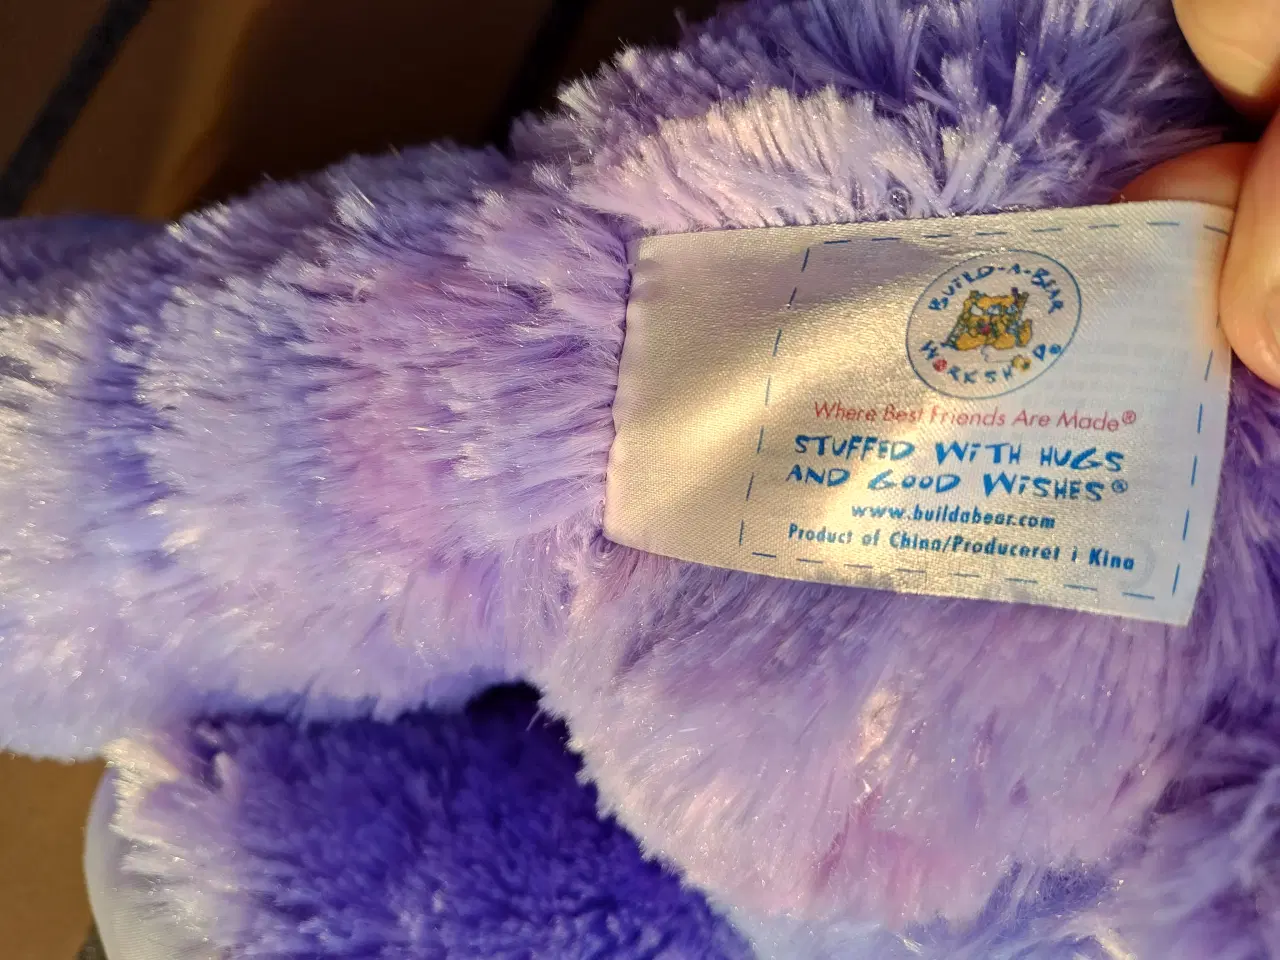 BUILD-A-BEAR
WORKSHOP®
Where Best Friends Are Made®
STUFFED WiTH HUGS
AND GOOD WiSHES®
www.buildabear.com
Product of China/Produceret i Kina